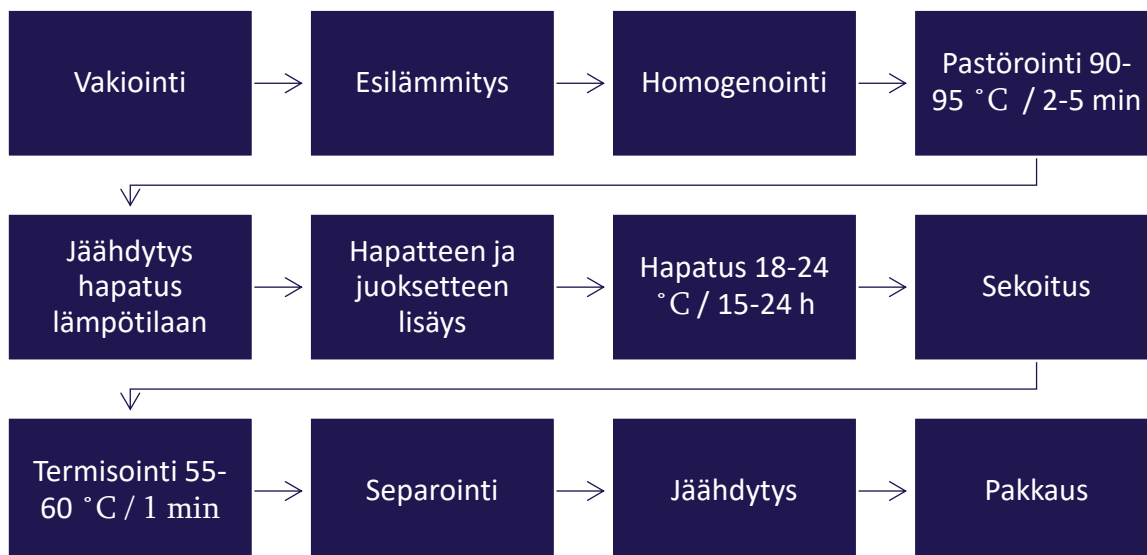 Vakiointi
Esilämmitys
Homogenointi
Pastörointi 90-
95 °C / 2-5 min
Jäähdytys
hapatus
lämpötilaan
Hapatteen ja
juoksetteen
lisäys
Hapatus 18-24
°C / 15-24 h
Sekoitus
Termisointi 55-
60 °C / 1 min
Separointi
Jäähdytys
Pakkaus